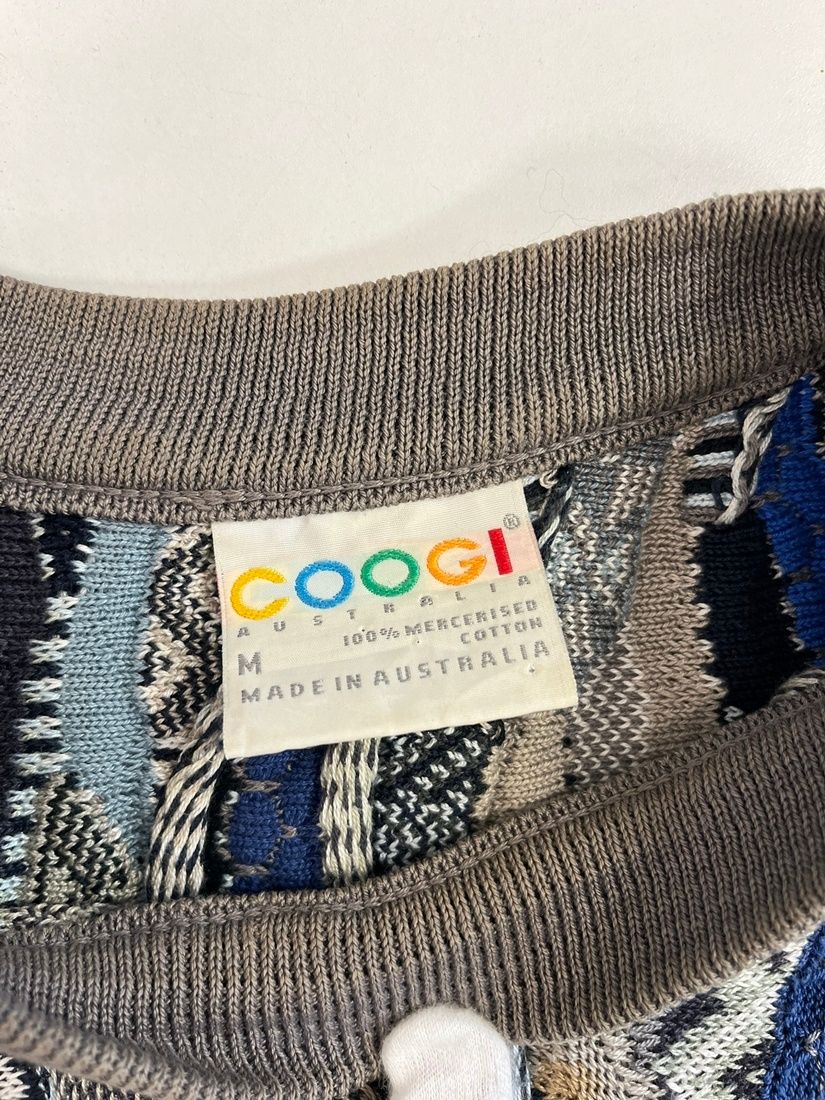 COOGI®
AUSTRALIA
100% MERCERISED
COTTON
M
MADE IN AUSTRALIA